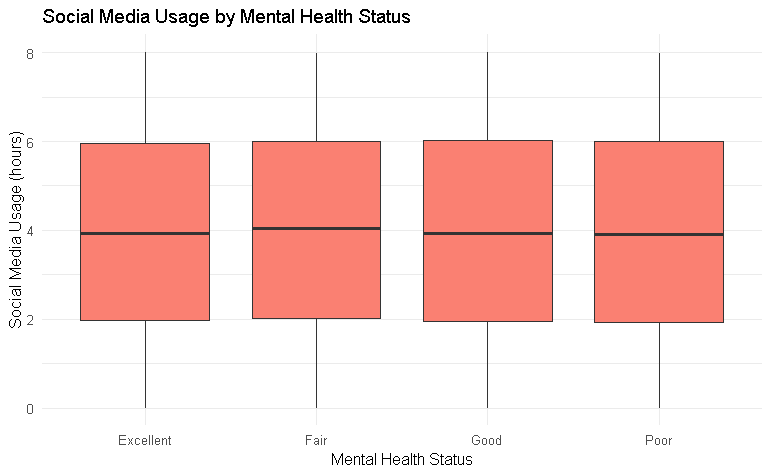 Social Media Usage by Mental Health Status
Social Media Usage (hours)
8
6
4
2
0
Excellent
Fair
Good
Poor
Mental Health Status